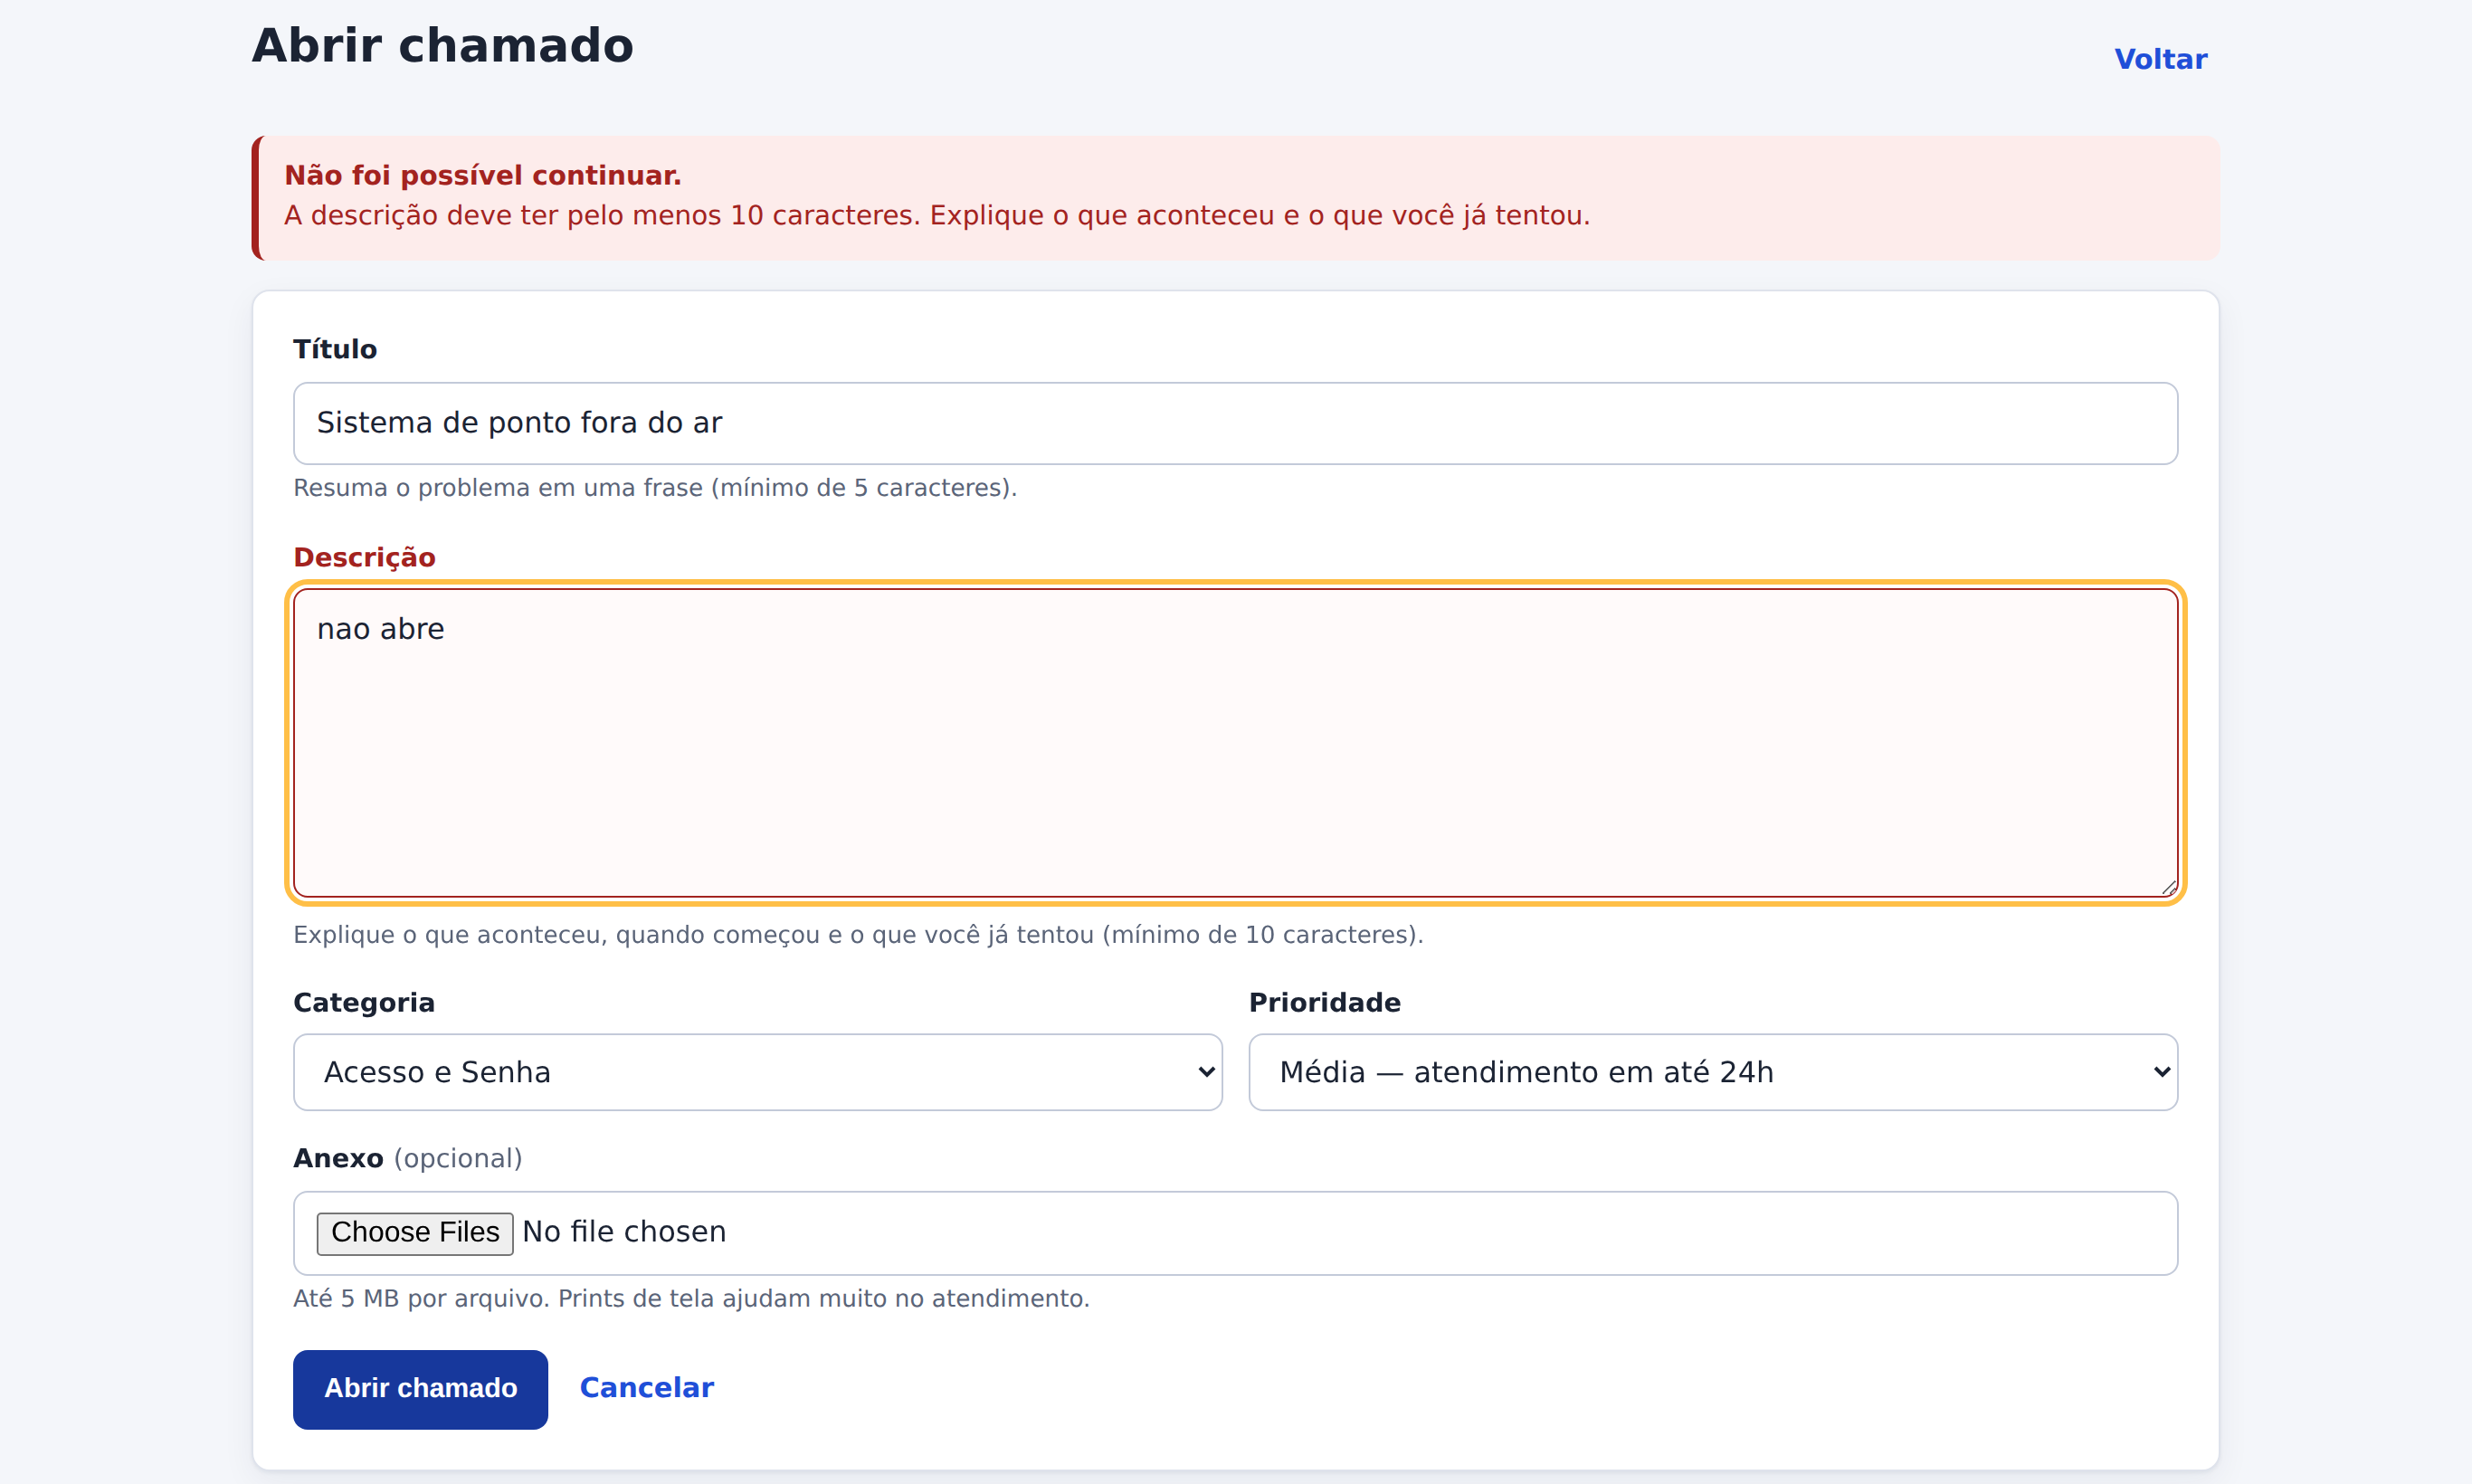 Abrir chamado
Voltar
Não foi possível continuar.
A descrição deve ter pelo menos 10 caracteres. Explique o que aconteceu e o que você já tentou.
Título
Sistema de ponto fora do ar
Resuma o problema em uma frase (mínimo de 5 caracteres).
Descrição
nao abre
Explique o que aconteceu, quando começou e o que você já tentou (mínimo de 10 caracteres).
Categoria
Prioridade
Acesso e Senha
Média — atendimento em até 24h
Anexo (opcional)
Choose Files No file chosen
Até 5 MB por arquivo. Prints de tela ajudam muito no atendimento.
Abrir chamado
Cancelar